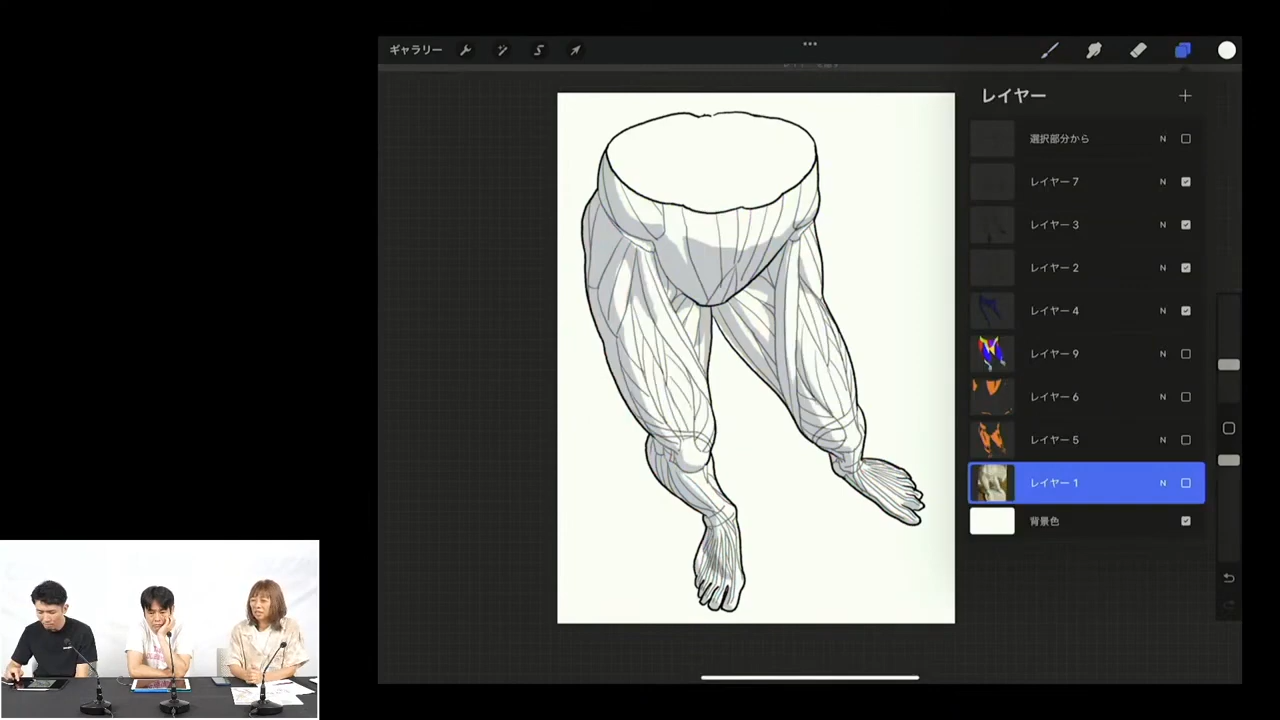 ギャラリー
レイヤー
選択部分から N
レイヤー 7 N
レイヤー 3 N
レイヤー 2 N
レイヤー 4 N
レイヤー 9 N
レイヤー 6 N
レイヤー 5 N
レイヤー 1 N
背景色